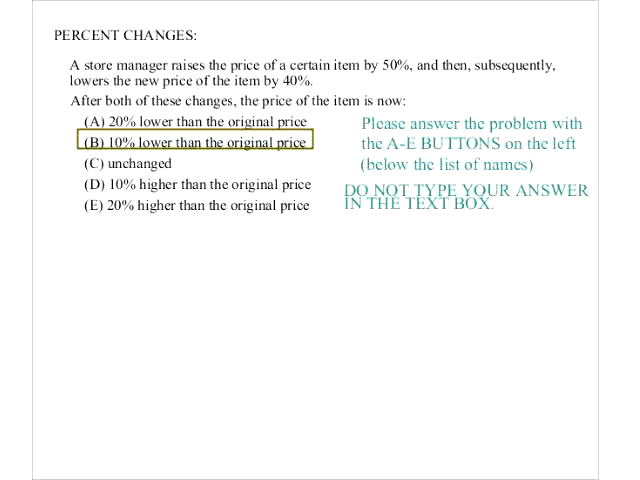 PERCENT CHANGES:
A store manager raises the price of a certain item by 50%, and then, subsequently,
lowers the new price of the item by 40%.
After both of these changes, the price of the item is now:
(A) 20% lower than the original price
(B) 10% lower than the original price
(C) unchanged
(D) 10% higher than the original price
(E) 20% higher than the original price
Please answer the problem with
the A-E BUTTONS on the left
(below the list of names)
DO NOT TYPE YOUR ANSWER
IN THE TEXT BOX.